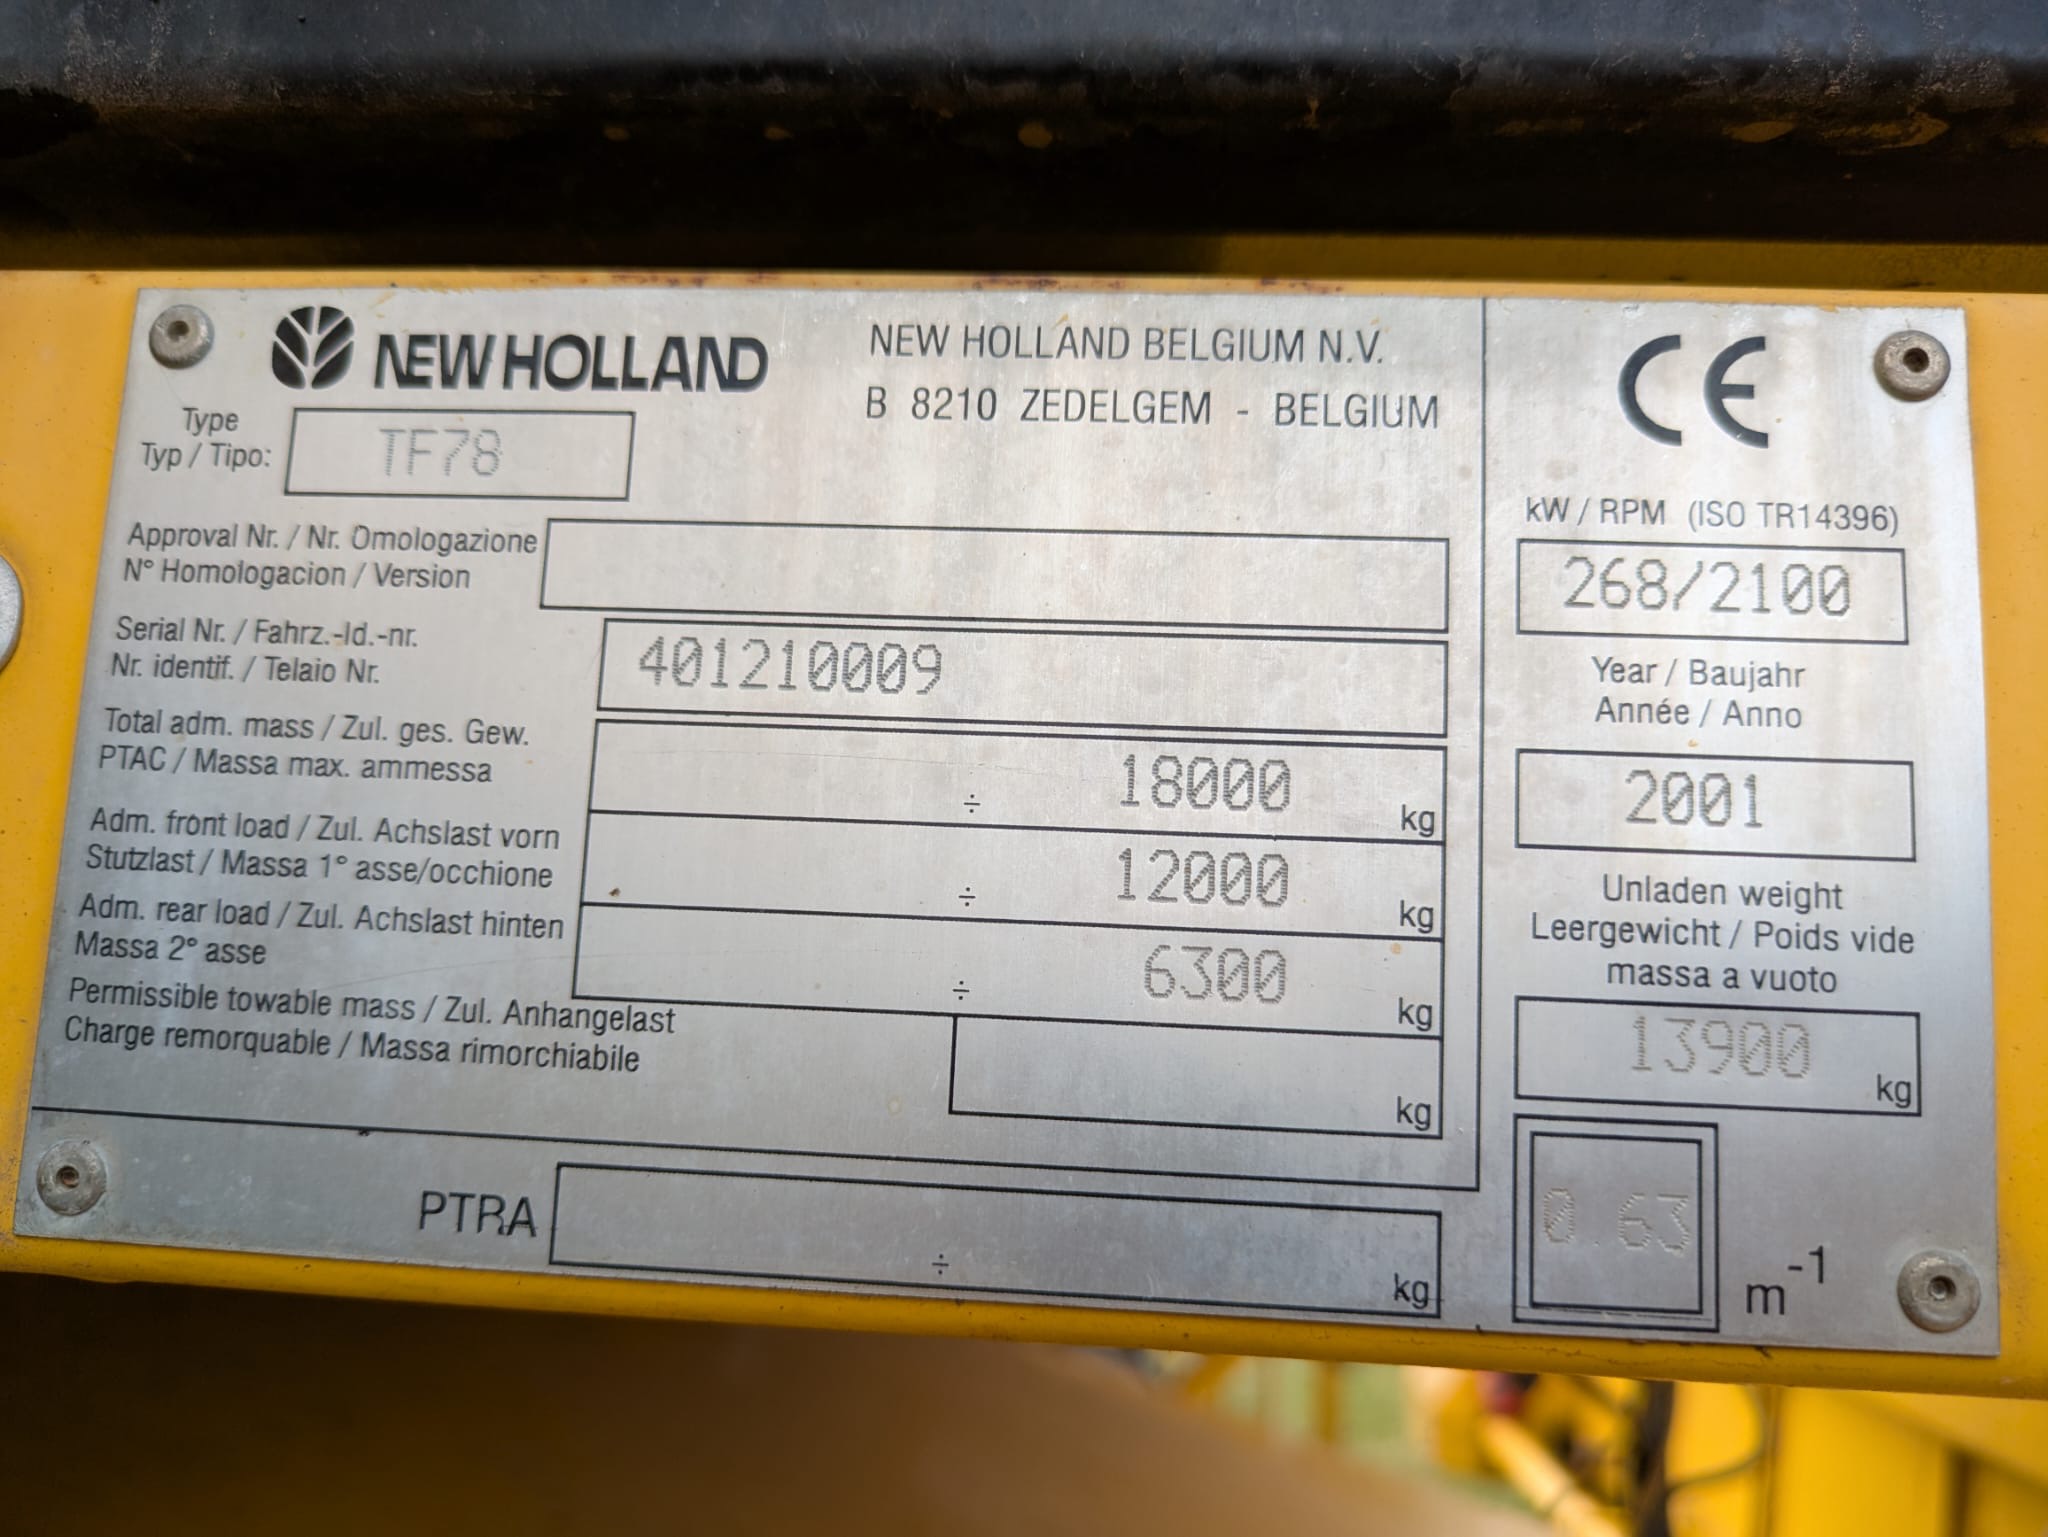 NEW HOLLAND
NEW HOLLAND BELGIUM N.V.
B 8210 ZEDELGEM - BELGIUM
Type
Typ / Tipo:
TF78
Approval Nr. / Nr. Omologazione
N° Homologacion / Version
Serial Nr. / Fahrz.-Id.-nr.
Nr. identif. / Telaio Nr.
401210009
Total adm. mass / Zul. ges. Gew.
PTAC / Massa max. ammessa
÷ 18000 kg
Adm. front load / Zul. Achslast vorn
Stutzlast / Massa 1° asse/occhione
÷ 12000 kg
Adm. rear load / Zul. Achslast hinten
Massa 2° asse
÷ 6300 kg
Permissible towable mass / Zul. Anhangelast
Charge remorquable / Massa rimorchiabile
kg
PTRA ÷ kg
CE
kW / RPM (ISO TR14396)
268/2100
Year / Baujahr
Année / Anno
2001
Unladen weight
Leergewicht / Poids vide
massa a vuoto
13900 kg
0.63 m-1